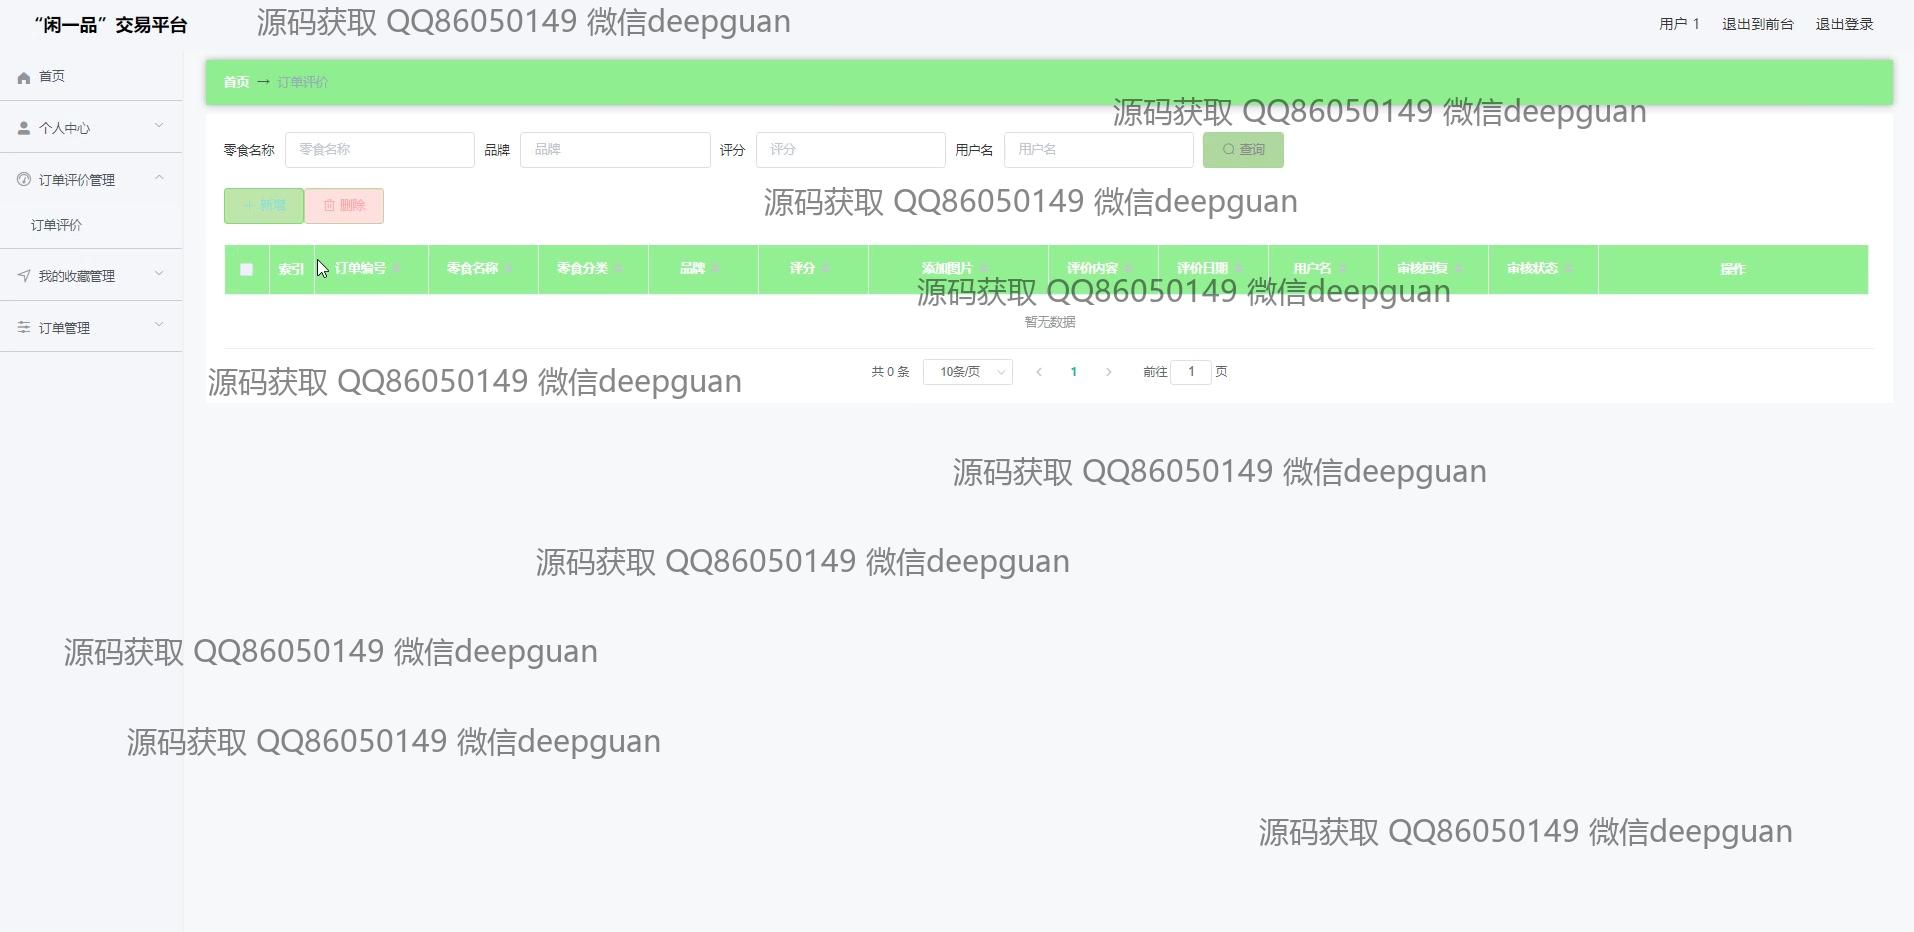 “闲一品”交易平台
源码获取 QQ86050149 微信deepguan
用户 1
退出到前台
退出登录
首页
首页 → 订单评价
个人中心
源码获取 QQ86050149 微信deepguan
零食名称 零食名称 品牌 品牌 评分 评分 用户名 用户名 查询
订单评价管理
源码获取 QQ86050149 微信deepguan
新增 删除
订单评价
索引 订单编号 零食名称 零食分类 品牌 评分 添加图片 评价内容 评价日期 用户名 审核回复 审核状态 操作
我的收藏管理
源码获取 QQ86050149 微信deepguan
暂无数据
订单管理
共 0 条 10条/页 1 前往 1 页
源码获取 QQ86050149 微信deepguan
源码获取 QQ86050149 微信deepguan
源码获取 QQ86050149 微信deepguan
源码获取 QQ86050149 微信deepguan
源码获取 QQ86050149 微信deepguan
源码获取 QQ86050149 微信deepguan